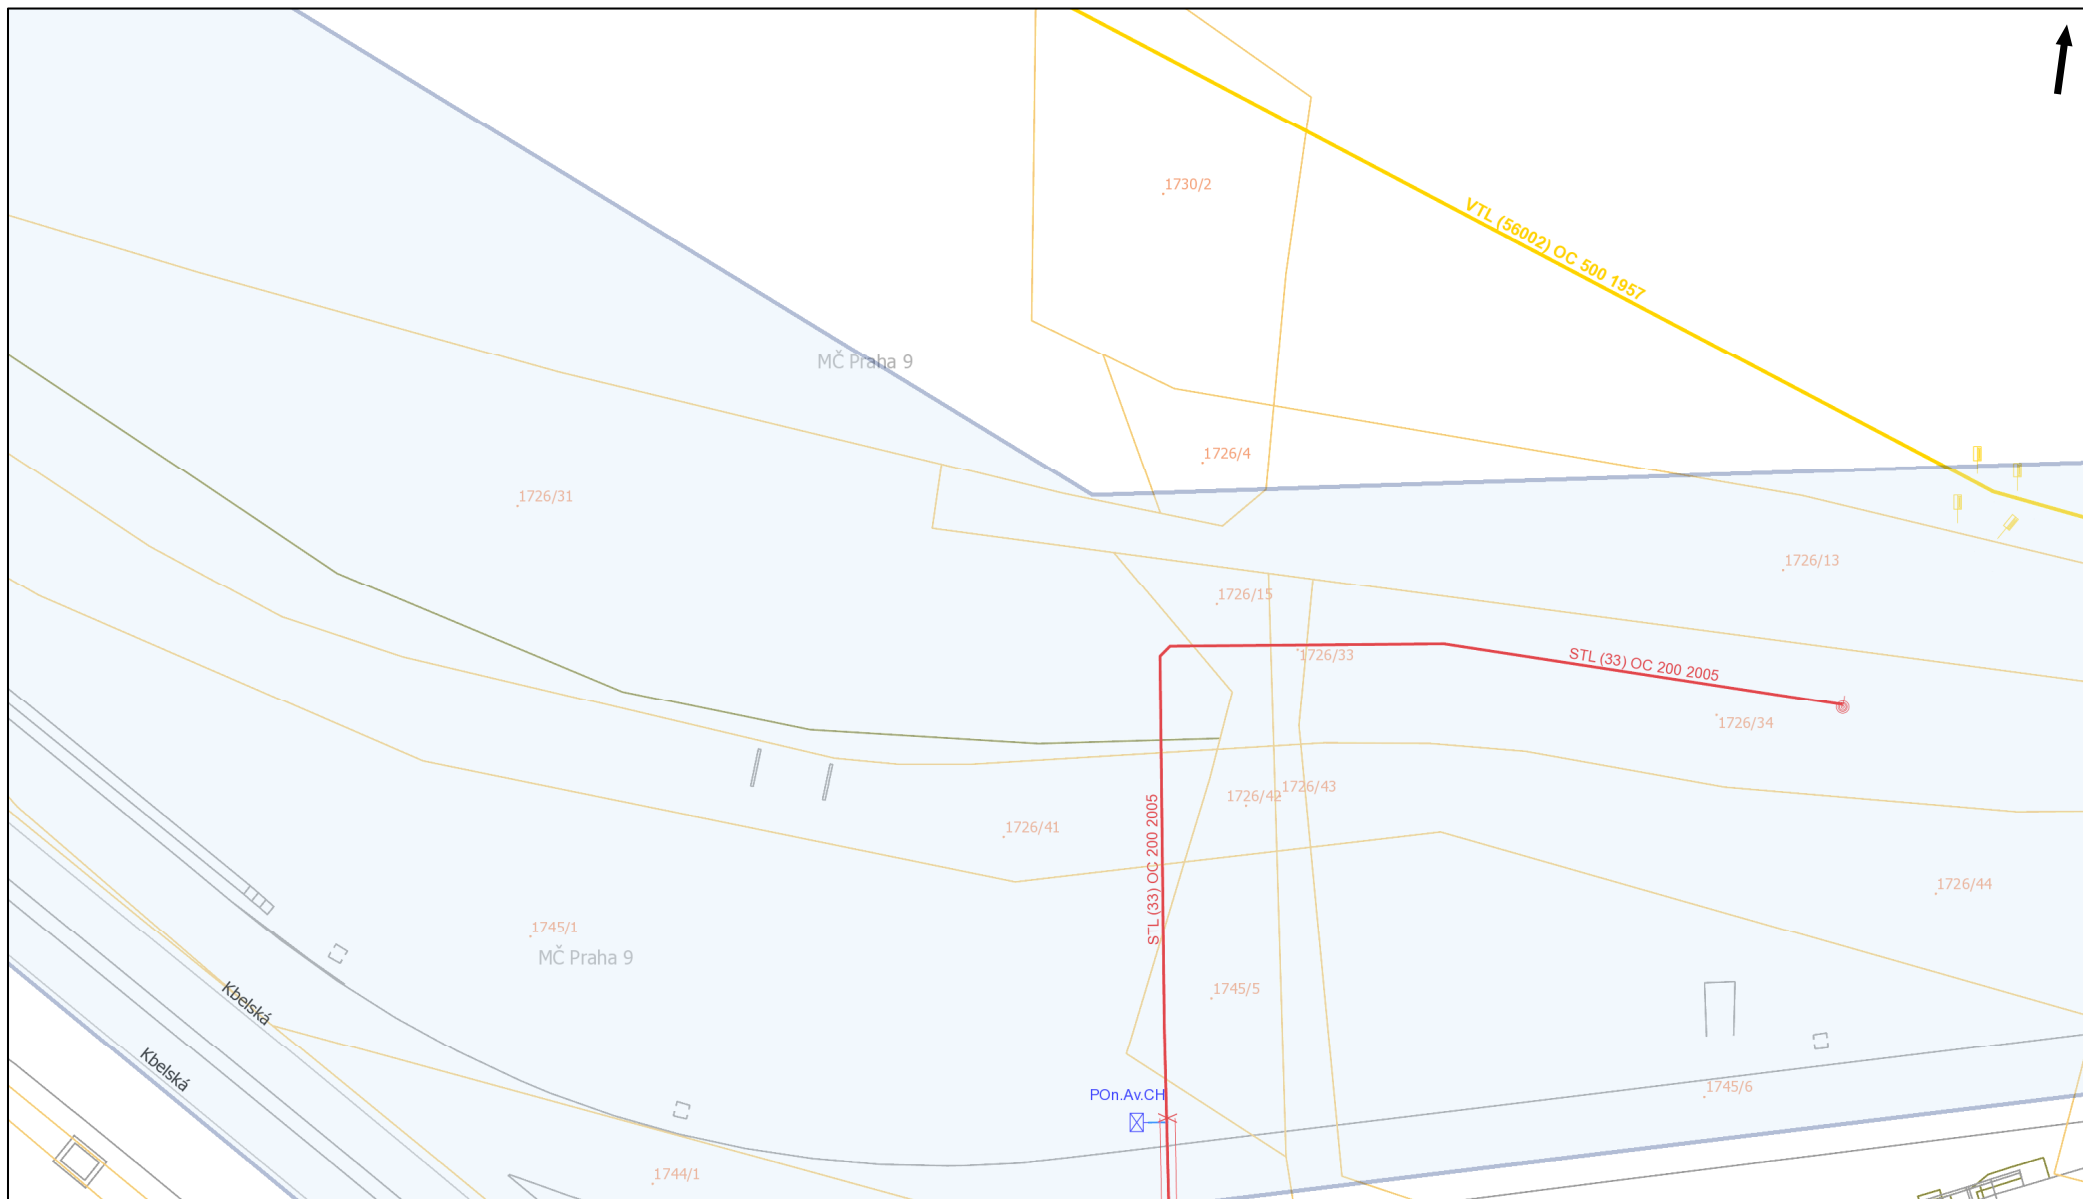 1730/2
VTL (56002) OC 500 1957
MČ Praha 9
1726/4
1726/31
1726/13
1726/15
1726/33
STL (33) OC 200 2005
1726/34
1726/43
1726/42
1726/41
STL (33) OC 200 2005
1726/44
1745/1
MČ Praha 9
1745/5
Kbelská
Kbelská
1745/6
POn.Av.CH
1744/1